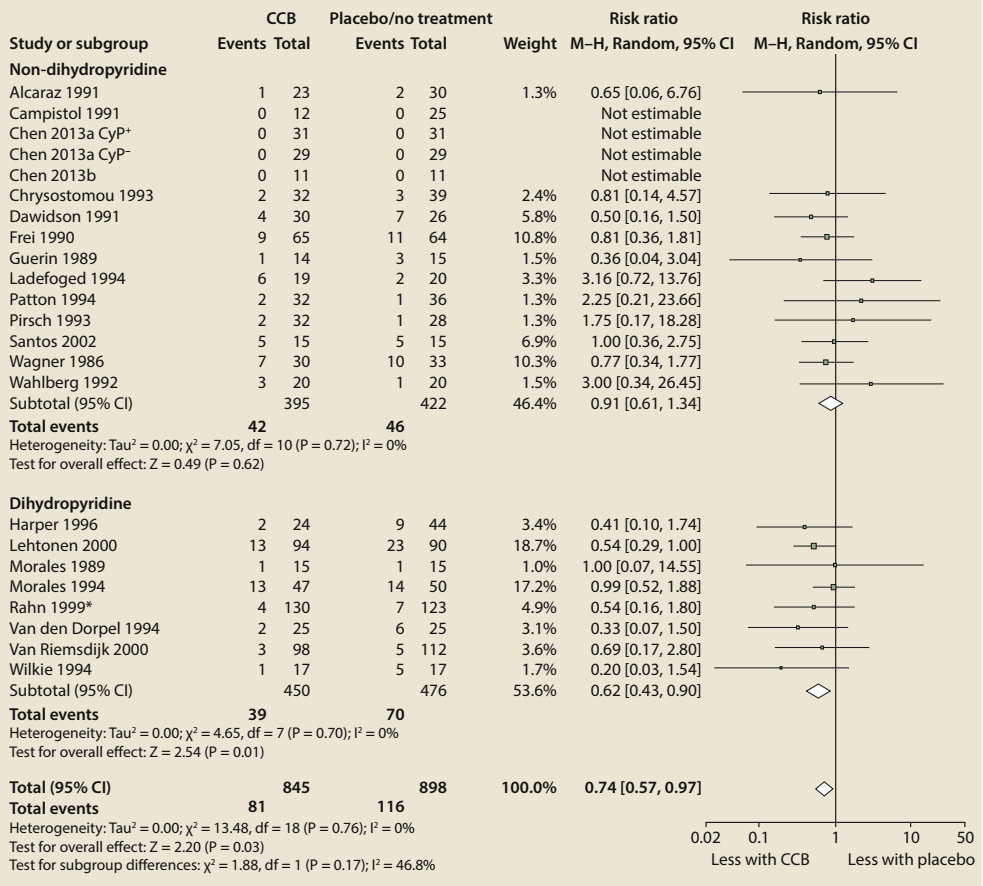 CCB Placebo/no treatment Risk ratio Risk ratio
Study or subgroup Events Total Events Total Weight M–H, Random, 95% CI M–H, Random, 95% CI
Non-dihydropyridine
Alcaraz 1991 1 23 2 30 1.3% 0.65 [0.06, 6.76]
Campistol 1991 0 12 0 25 Not estimable
Chen 2013a CyP⁺ 0 31 0 31 Not estimable
Chen 2013a CyP⁻ 0 29 0 29 Not estimable
Chen 2013b 0 11 0 11 Not estimable
Chrysostomou 1993 2 32 3 39 2.4% 0.81 [0.14, 4.57]
Dawidson 1991 4 30 7 26 5.8% 0.50 [0.16, 1.50]
Frei 1990 9 65 11 64 10.8% 0.81 [0.36, 1.81]
Guerin 1989 1 14 3 15 1.5% 0.36 [0.04, 3.04]
Ladefoged 1994 6 19 2 20 3.3% 3.16 [0.72, 13.76]
Patton 1994 2 32 1 36 1.3% 2.25 [0.21, 23.66]
Pirsch 1993 2 32 1 28 1.3% 1.75 [0.17, 18.28]
Santos 2002 5 15 5 15 6.9% 1.00 [0.36, 2.75]
Wagner 1986 7 30 10 33 10.3% 0.77 [0.34, 1.77]
Wahlberg 1992 3 20 1 20 1.5% 3.00 [0.34, 26.45]
Subtotal (95% CI) 395 422 46.4% 0.91 [0.61, 1.34]
Total events 42 46
Heterogeneity: Tau² = 0.00; χ² = 7.05, df = 10 (P = 0.72); I² = 0%
Test for overall effect: Z = 0.49 (P = 0.62)
Dihydropyridine
Harper 1996 2 24 9 44 3.4% 0.41 [0.10, 1.74]
Lehtonen 2000 13 94 23 90 18.7% 0.54 [0.29, 1.00]
Morales 1989 1 15 1 15 1.0% 1.00 [0.07, 14.55]
Morales 1994 13 47 14 50 17.2% 0.99 [0.52, 1.88]
Rahn 1999* 4 130 7 123 4.9% 0.54 [0.16, 1.80]
Van den Dorpel 1994 2 25 6 25 3.1% 0.33 [0.07, 1.50]
Van Riemsdijk 2000 3 98 5 112 3.6% 0.69 [0.17, 2.80]
Wilkie 1994 1 17 5 17 1.7% 0.20 [0.03, 1.54]
Subtotal (95% CI) 450 476 53.6% 0.62 [0.43, 0.90]
Total events 39 70
Heterogeneity: Tau² = 0.00; χ² = 4.65, df = 7 (P = 0.70); I² = 0%
Test for overall effect: Z = 2.54 (P = 0.01)
Total (95% CI) 845 898 100.0% 0.74 [0.57, 0.97]
Total events 81 116
Heterogeneity: Tau² = 0.00; χ² = 13.48, df = 18 (P = 0.76); I² = 0%
Test for overall effect: Z = 2.20 (P = 0.03)
Test for subgroup differences: χ² = 1.88, df = 1 (P = 0.17); I² = 46.8%
0.02 0.1 1 10 50
Less with CCB Less with placebo